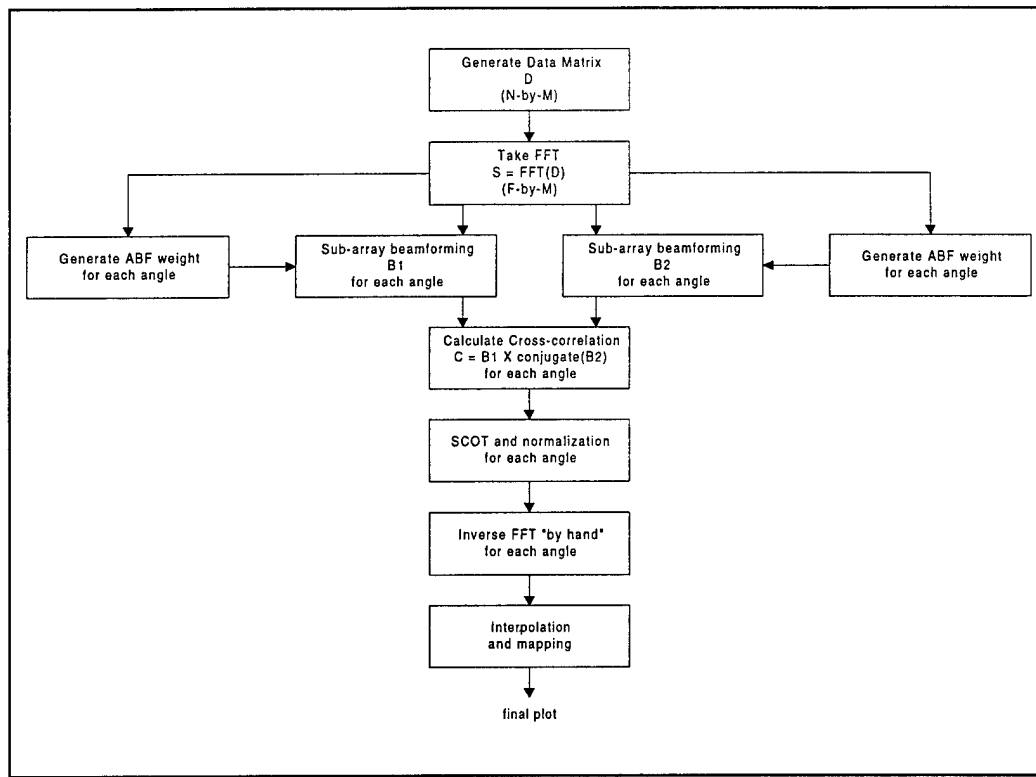 Generate Data Matrix
D
(N-by-M)
Take FFT
S = FFT(D)
(F-by-M)
Generate ABF weight
for each angle
Sub-array beamforming
B1
for each angle
Sub-array beamforming
B2
for each angle
Generate ABF weight
for each angle
Calculate Cross-correlation
C = B1 X conjugate(B2)
for each angle
SCOT and normalization
for each angle
Inverse FFT "by hand"
for each angle
Interpolation
and mapping
final plot